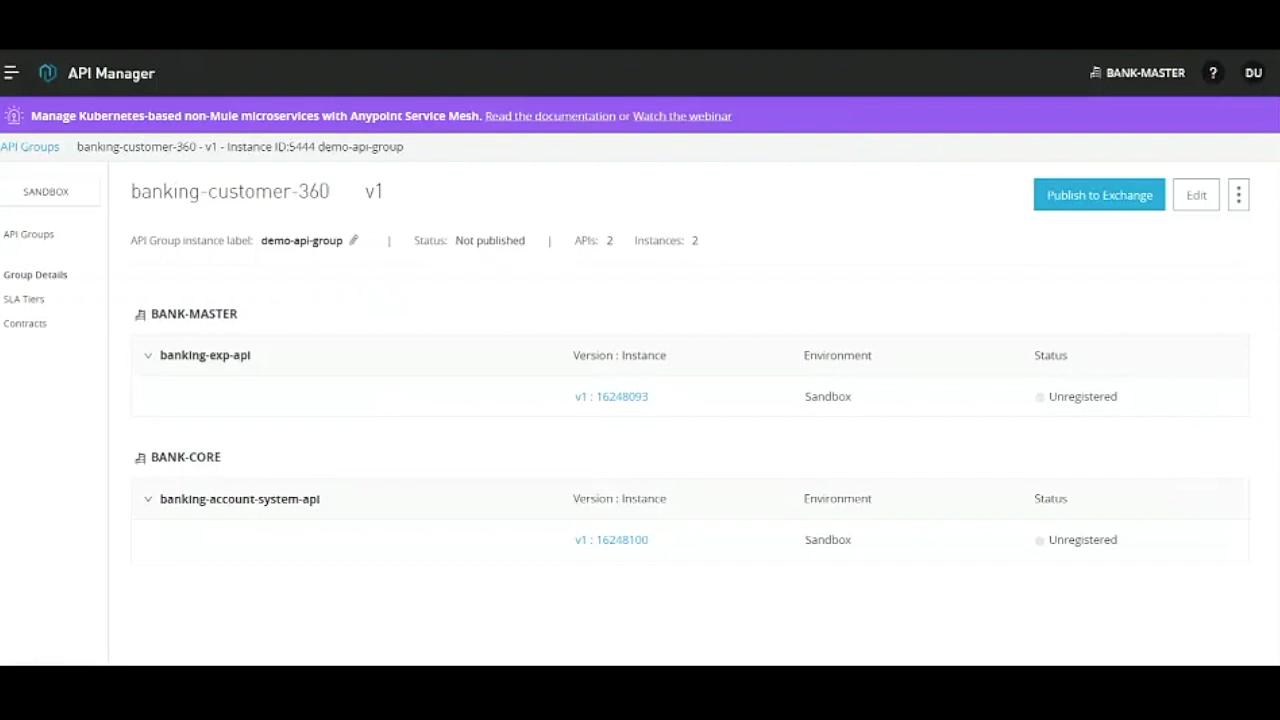 API Manager
BANK-MASTER ? DU
Manage Kubernetes-based non-Mule microservices with Anypoint Service Mesh. Read the documentation or Watch the webinar
API Groups banking-customer-360 - v1 - Instance ID:5444 demo-api-group
SANDBOX
API Groups
Group Details
SLA Tiers
Contracts
banking-customer-360 v1
Publish to Exchange Edit
API Group instance label: demo-api-group | Status: Not published | APIs: 2 Instances: 2
BANK-MASTER
banking-exp-api Version : Instance Environment Status
v1 : 16248093 Sandbox Unregistered
BANK-CORE
banking-account-system-api Version : Instance Environment Status
v1 : 16248100 Sandbox Unregistered